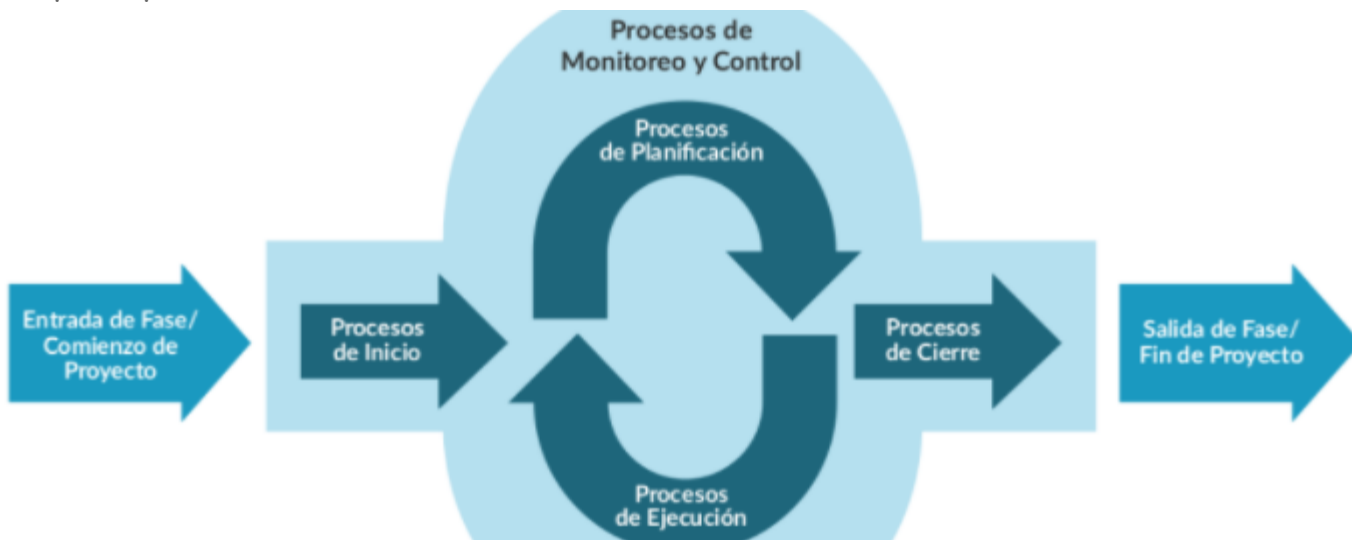 Procesos de
Monitoreo y Control
Procesos
de Planificación
Entrada de Fase/
Comienzo de
Proyecto
Procesos
de Inicio
Procesos
de Cierre
Salida de Fase/
Fin de Proyecto
Procesos
de Ejecución